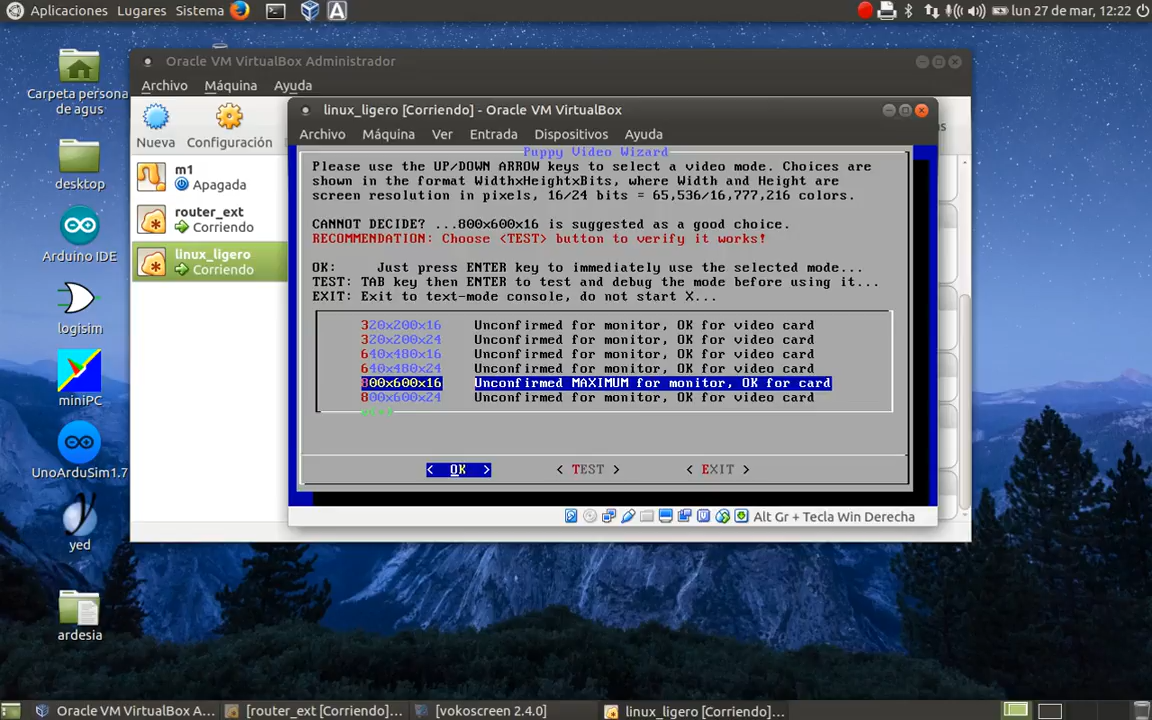 Aplicaciones Lugares Sistema
lun 27 de mar, 12:22
Carpeta persona
de agus
desktop
Arduino IDE
logisim
miniPC
UnoArduSim1.7
yed
ardesia
Oracle VM VirtualBox Administrador
Archivo Máquina Ayuda
Nueva Configuración
m1
Apagada
router_ext
Corriendo
linux_ligero
Corriendo
linux_ligero [Corriendo] - Oracle VM VirtualBox
Archivo Máquina Ver Entrada Dispositivos Ayuda
Puppy Video Wizard
Please use the UP/DOWN ARROW keys to select a video mode. Choices are
shown in the format WidthxHeightxBits, where Width and Height are
screen resolution in pixels, 16/24 bits = 65,536/16,777,216 colors.
CANNOT DECIDE? ...800x600x16 is suggested as a good choice.
RECOMMENDATION: Choose <TEST> button to verify it works!
OK: Just press ENTER key to immediately use the selected mode...
TEST: TAB key then ENTER to test and debug the mode before using it...
EXIT: Exit to text-mode console, do not start X...
320x200x16 Unconfirmed for monitor, OK for video card
320x200x24 Unconfirmed for monitor, OK for video card
640x480x16 Unconfirmed for monitor, OK for video card
640x480x24 Unconfirmed for monitor, OK for video card
800x600x16 Unconfirmed MAXIMUM for monitor, OK for card
800x600x24 Unconfirmed for monitor, OK for video card
< OK > < TEST > < EXIT >
Alt Gr + Tecla Win Derecha
Oracle VM VirtualBox A... [router_ext [Corriendo]... [vokoscreen 2.4.0] linux_ligero [Corriendo]...